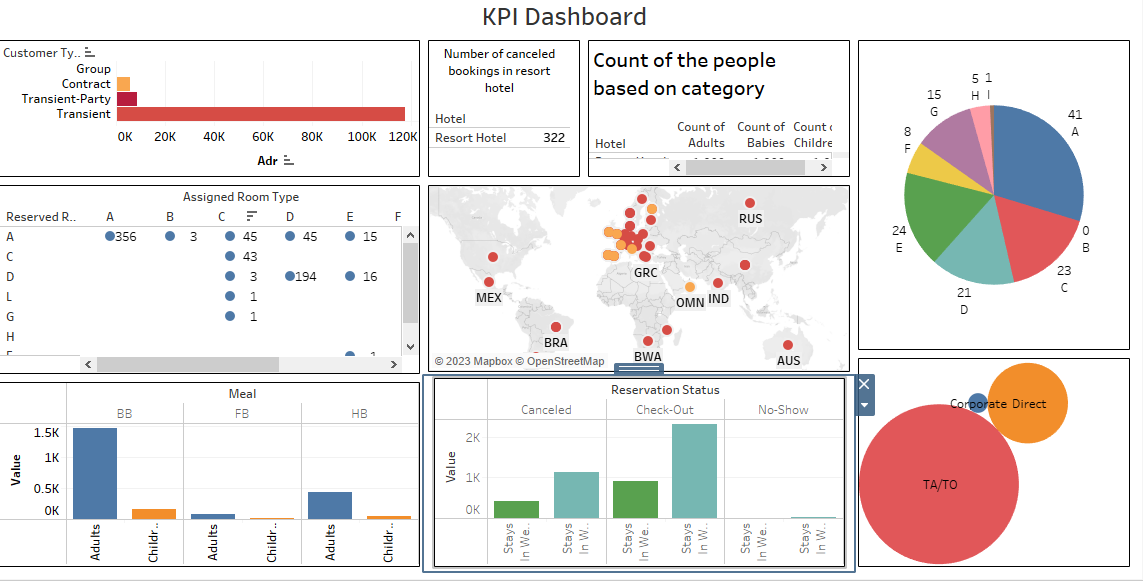 KPI Dashboard
Customer Ty..
Group
Contract
Transient-Party
Transient
0K 20K 40K 60K 80K 100K 120K
Adr
Number of canceled
bookings in resort
hotel
Hotel
Resort Hotel 322
Count of the people
based on category
Hotel
Count of
Adults
Count of
Babies
Count
Childre
41
A
0
B
23
C
21
D
24
E
8
F
15
G
5
H
1
I
Assigned Room Type
Reserved R.. A B C D E F
A 356 3 45 45 15
C 43
D 3 194 16
L 1
G 1
H
RUS
GRC
MEX
OMN
IND
BRA
BWA
AUS
© 2023 Mapbox © OpenStreetMap
Meal
BB FB HB
Value
1.5K
1K
0.5K
0K
Adults
Childr..
Adults
Childr..
Adults
Childr..
Reservation Status
Canceled Check-Out No-Show
Value
2K
1K
0K
Stays
In We..
Stays
In W..
Stays
In We..
Stays
In W..
Stays
In We..
Stays
In W..
Corporate Direct
TA/TO